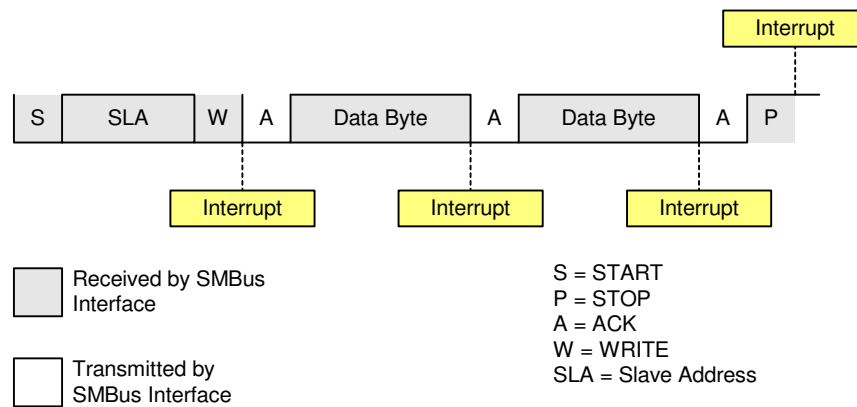 Interrupt
S SLA W A Data Byte A Data Byte A P
Interrupt Interrupt Interrupt
Received by SMBus
Interface
Transmitted by
SMBus Interface
S = START
P = STOP
A = ACK
W = WRITE
SLA = Slave Address